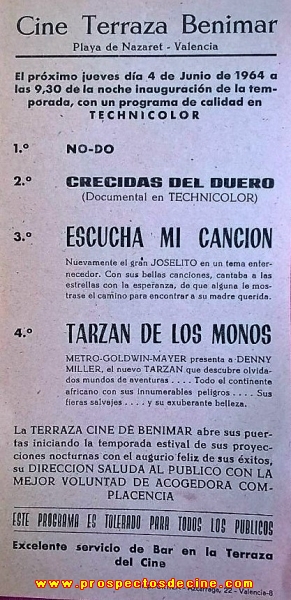 Cine Terraza Benimar
Playa de Nazaret - Valencia
El próximo jueves día 4 de Junio de 1964 a
las 9,30 de la noche inauguración de la tem-
porada, con un programa de calidad en
TECHNICOLOR
1.º NO-DO
2.º CRECIDAS DEL DUERO
(Documental en TECHNICOLOR)
3.º ESCUCHA MI CANCION
Nuevamente el gran JOSELITO en un tema enter-
necedor. Con sus bellas canciones, cantaba a las
estrellas con la esperanza, de que alguna le mos-
trase el camino para encontrar a su madre querida.
4.º TARZAN DE LOS MONOS
METRO-GOLDWIN-MAYER presenta a DENNY
MILLER, el nuevo TARZAN que descubre olvida-
dos mundos de aventuras . . . . Todo el continente
africano con sus innumerables peligros . . . . Sus
fieras salvajes . . . . y su exuberante belleza.
La TERRAZA CINE DE BENIMAR abre sus puer-
tas iniciando la temporada estival de sus proyec-
ciones nocturnas con el augurio feliz de sus éxitos,
su DIRECCION SALUDA AL PUBLICO CON LA
MEJOR VOLUNTAD DE ACOGEDORA COM-
PLACENCIA
ESTE PROGRAMA ES TOLERADO PARA TODOS LOS PUBLICOS
Excelente servicio de Bar en la Terraza
del Cine
Azcárraga, 22 - Valencia-8
www.prospectosdecine.com